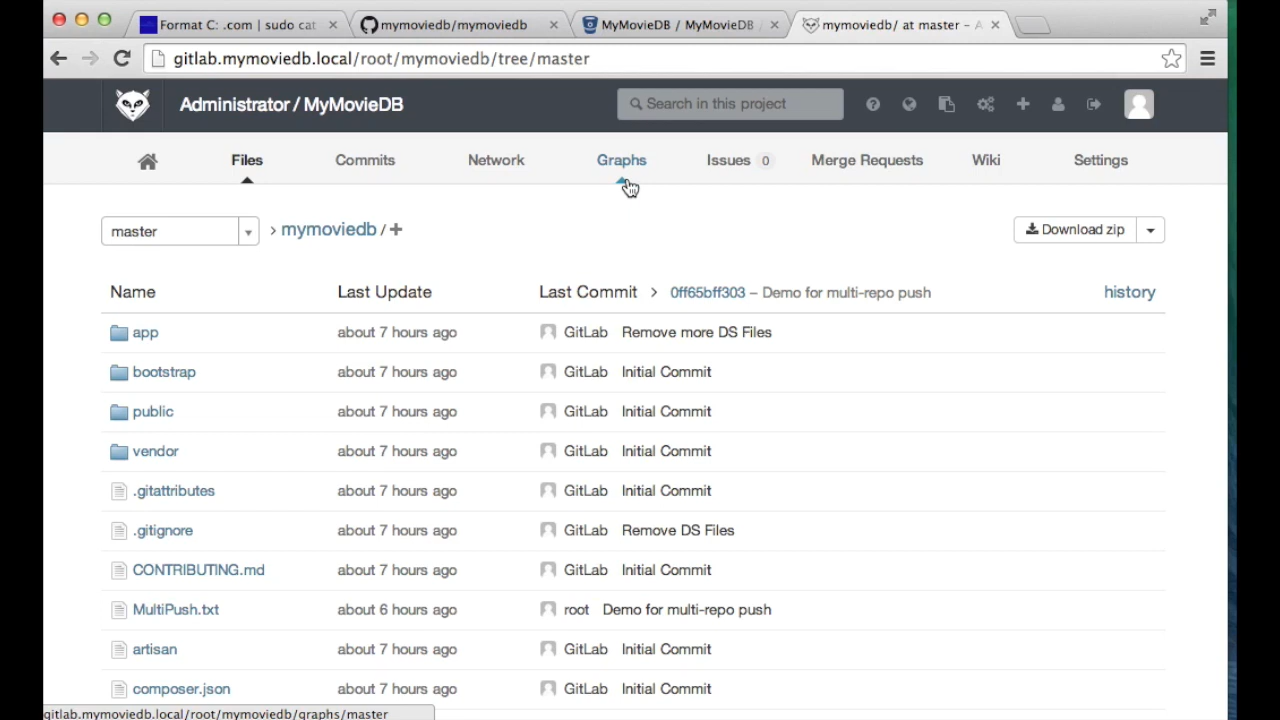 Format C: .com | sudo cat
mymoviedb/mymoviedb
MyMovieDB / MyMovieDB
mymoviedb/ at master – A
gitlab.mymoviedb.local/root/mymoviedb/tree/master
Administrator / MyMovieDB
Search in this project
Files Commits Network Graphs Issues 0 Merge Requests Wiki Settings
master > mymoviedb / + Download zip
Name Last Update Last Commit > 0ff65bff303 – Demo for multi-repo push history
app about 7 hours ago GitLab Remove more DS Files
bootstrap about 7 hours ago GitLab Initial Commit
public about 7 hours ago GitLab Initial Commit
vendor about 7 hours ago GitLab Initial Commit
.gitattributes about 7 hours ago GitLab Initial Commit
.gitignore about 7 hours ago GitLab Remove DS Files
CONTRIBUTING.md about 7 hours ago GitLab Initial Commit
MultiPush.txt about 6 hours ago root Demo for multi-repo push
artisan about 7 hours ago GitLab Initial Commit
composer.json about 7 hours ago GitLab Initial Commit
gitlab.mymoviedb.local/root/mymoviedb/graphs/master